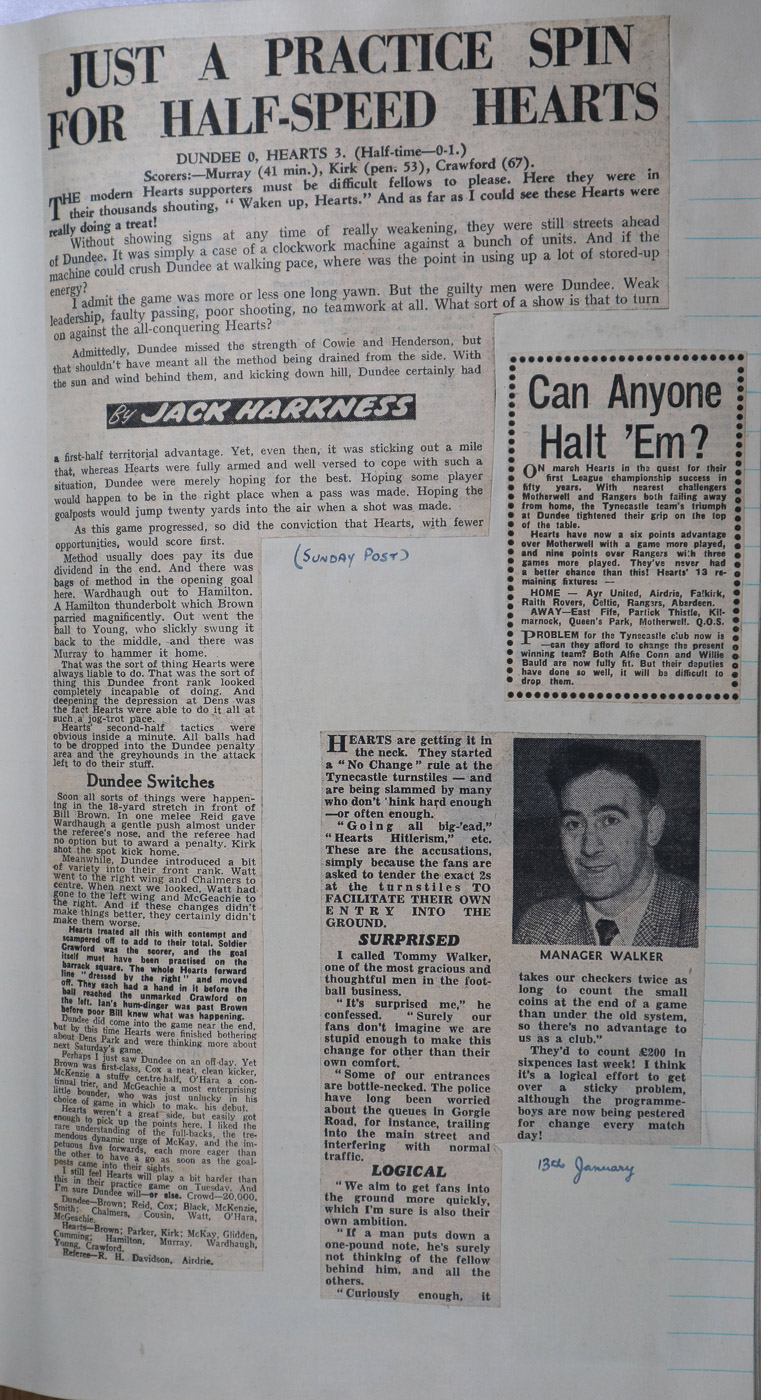 JUST A PRACTICE SPIN
FOR HALF-SPEED HEARTS
DUNDEE 0, HEARTS 3. (Half-time—0-1.)
Scorers:—Murray (41 min.), Kirk (pen. 53), Crawford (67).
THE modern Hearts supporters must be difficult fellows to please. Here they were in
their thousands shouting, "Waken up, Hearts." And as far as I could see these Hearts were
really doing a treat!
Without showing signs at any time of really weakening, they were still streets ahead
of Dundee. It was simply a case of a clockwork machine against a bunch of units. And if the
machine could crush Dundee at walking pace, where was the point in using up a lot of stored-up
energy?
I admit the game was more or less one long yawn. But the guilty men were Dundee. Weak
leadership, faulty passing, poor shooting, no teamwork at all. What sort of a show is that to turn
on against the all-conquering Hearts?
Admittedly, Dundee missed the strength of Cowie and Henderson, but
that shouldn't have meant all the method being drained from the side. With
the sun and wind behind them, and kicking down hill, Dundee certainly had
By JACK HARKNESS
a first-half territorial advantage. Yet, even then, it was sticking out a mile
that, whereas Hearts were fully armed and well versed to cope with such a
situation, Dundee were merely hoping for the best. Hoping some player
would happen to be in the right place when a pass was made. Hoping the
goalposts would jump twenty yards into the air when a shot was made.
As this game progressed, so did the conviction that Hearts, with fewer
opportunities, would score first.
Method usually does pay its due
dividend in the end. And there was
bags of method in the opening goal
here. Wardhaugh out to Hamilton.
A Hamilton thunderbolt which Brown
parried magnificently. Out went the
ball to Young, who slickly swung it
back to the middle, and there was
Murray to hammer it home.
That was the sort of thing Hearts were
always liable to do. That was the sort of
thing this Dundee front rank looked
completely incapable of doing. And
deepening the depression at Dens was
the fact Hearts were able to do it all at
such a jog-trot pace.
Hearts' second-half tactics were
obvious inside a minute. All balls had
to be dropped into the Dundee penalty
area and the greyhounds in the attack
left to do their stuff.
Dundee Switches
Soon all sorts of things were happen-
ing in the 18-yard stretch in front of
Bill Brown. In one melee Reid gave
Wardhaugh a gentle push almost under
the referee's nose, and the referee had
no option but to award a penalty. Kirk
shot the spot kick home.
Meanwhile, Dundee introduced a bit
of variety into their front rank. Watt
went to the right wing and Chalmers to
centre. When next we looked, Watt had
gone to the left wing and McGeachie to
the right. And if these changes didn't
make things better, they certainly didn't
make them worse.
Hearts treated all this with contempt and
scampered off to add to their total. Soldier
Crawford was the scorer, and the goal
itself must have been practised on the
barrack square. The whole Hearts forward
line "dressed by the right" and moved
off. They each had a hand in it before the
ball reached the unmarked Crawford on
the left. Ian's hum-dinger was past Brown
before poor Bill knew what was happening.
Dundee did come into the game near the end,
but by this time Hearts were finished bothering
about Dens Park and were thinking more about
next Saturday's game.
Perhaps I just saw Dundee on an off-day. Yet
Brown was first-class, Cox a neat, clean kicker,
McKenzie a stuffy centre-half, O'Hara a con-
tinual trier, and McGeachie a most enterprising
little bounder, who was just unlucky in his
choice of game in which to make his debut.
Hearts weren't a great side, but easily got
enough to pick up the points here. I liked the
rare understanding of the full-backs, the tre-
mendous dynamic urge of McKay, and the im-
petuous five forwards, each more eager than
the other to have a go as soon as the goal-
posts came into their sights.
I still feel Hearts will play a bit harder than
this in their practice game on Tuesday. And
I'm sure Dundee will—or else. Crowd—20,000.
Dundee—Brown; Reid, Cox; Black, McKenzie,
Smith; Chalmers, Cousin, Watt, O'Hara,
McGeachie.
Hearts—Brown; Parker, Kirk; McKay, Glidden,
Cumming; Hamilton, Murray, Wardhaugh,
Young, Crawford.
Referee—R. H. Davidson, Airdrie.
(SUNDAY POST)
Can Anyone
Halt 'Em?
ON march Hearts in the quest for their
first League championship success in
fifty years. With nearest challengers
Motherwell and Rangers both failing away
from home, the Tynecastle team's triumph
at Dundee tightened their grip on the top
of the table.
Hearts have now a six points advantage
over Motherwell with a game more played,
and nine points over Rangers with three
games more played. They've never had
a better chance than this! Hearts' 13 re-
maining fixtures: —
HOME — Ayr United, Airdrie, Falkirk,
Raith Rovers, Celtic, Rangers, Aberdeen.
AWAY—East Fife, Partick Thistle, Kil-
marnock, Queen's Park, Motherwell. Q.O.S.
PROBLEM for the Tynecastle club now is
—can they afford to change the present
winning team? Both Alfie Conn and Willie
Bauld are now fully fit. But their deputies
have done so well, it will be difficult to
drop them.
HEARTS are getting it in
the neck. They started
a "No Change" rule at the
Tynecastle turnstiles — and
are being slammed by many
who don't 'hink hard enough
—or often enough.
"Going all big-'ead,"
"Hearts Hitlerism," etc.
These are the accusations,
simply because the fans are
asked to tender the exact 2s
at the turnstiles TO
FACILITATE THEIR OWN
ENTRY INTO THE
GROUND.
SURPRISED
I called Tommy Walker,
one of the most gracious and
thoughtful men in the foot-
ball business.
"It's surprised me," he
confessed. "Surely our
fans don't imagine we are
stupid enough to make this
change for other than their
own comfort.
"Some of our entrances
are bottle-necked. The police
have long been worried
about the queues in Gorgie
Road, for instance, trailing
into the main street and
interfering with normal
traffic.
LOGICAL
"We aim to get fans into
the ground more quickly,
which I'm sure is also their
own ambition.
"If a man puts down a
one-pound note, he's surely
not thinking of the fellow
behind him, and all the
others.
"Curiously enough, it
MANAGER WALKER
takes our checkers twice as
long to count the small
coins at the end of a game
than under the old system,
so there's no advantage to
us as a club."
They'd to count £200 in
sixpences last week! I think
it's a logical effort to get
over a sticky problem,
although the programme-
boys are now being pestered
for change every match
day!
13th January